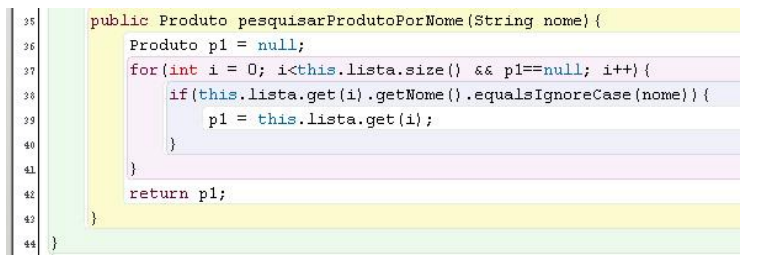 35 public Produto pesquisarProdutoPorNome(String nome){
36 Produto p1 = null;
37 for(int i = 0; i<this.lista.size() && p1==null; i++){
38 if(this.lista.get(i).getNome().equalsIgnoreCase(nome)){
39 p1 = this.lista.get(i);
40 }
41 }
42 return p1;
43 }
44 }